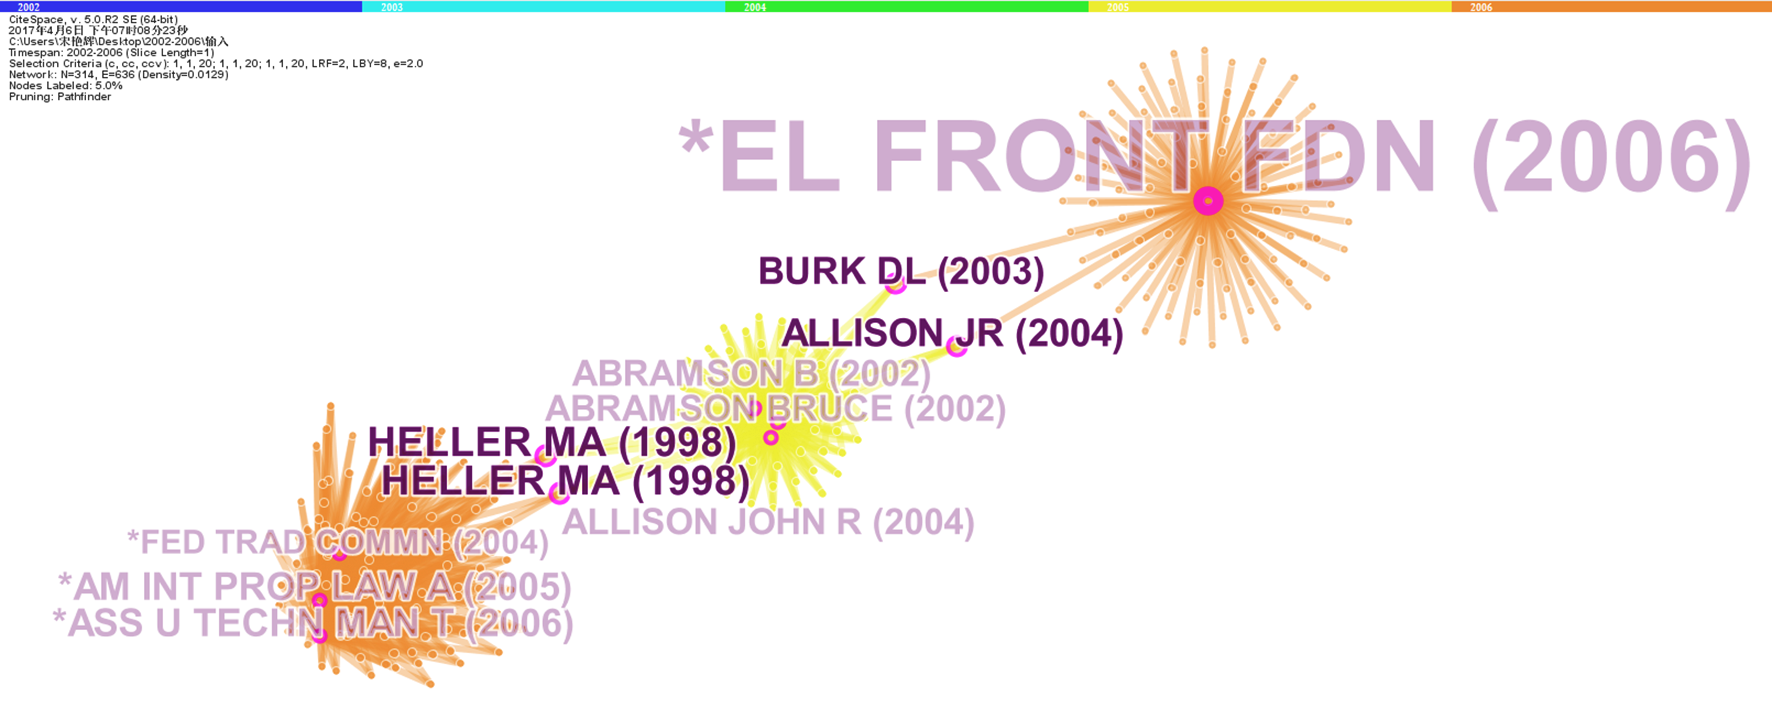 2002 2003 2004 2005 2006
CiteSpace, v. 5.0.R2 SE (64-bit)
2017年4月6日 下午07时08分23秒
C:\Users\宋艳辉\Desktop\2002-2006\输入
Timespan: 2002-2006 (Slice Length=1)
Selection Criteria (c, cc, ccv): 1, 1, 20; 1, 1, 20; 1, 1, 20, LRF=2, LBY=8, e=2.0
Network: N=314, E=636 (Density=0.0129)
Nodes Labeled: 5.0%
Pruning: Pathfinder
*EL FRONT FDN (2006)
BURK DL (2003)
ALLISON JR (2004)
ABRAMSON B (2002)
ABRAMSON BRUCE (2002)
HELLER MA (1998)
HELLER MA (1998)
ALLISON JOHN R (2004)
*FED TRAD COMMN (2004)
*AM INT PROP LAW A (2005)
*ASS U TECHN MAN T (2006)